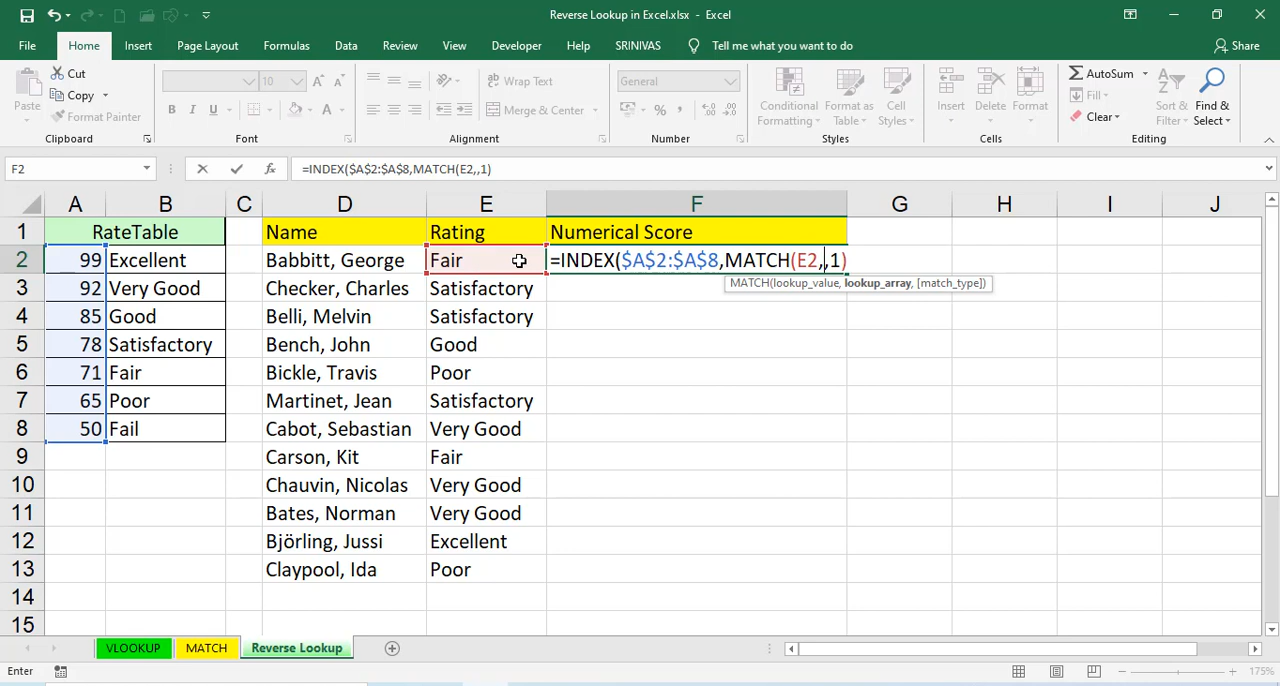 Reverse Lookup in Excel.xlsx - Excel
File Home Insert Page Layout Formulas Data Review View Developer Help SRINIVAS Tell me what you want to do Share
Paste Cut Copy Format Painter Clipboard
10 A A B I U A Font
ab Wrap Text Merge & Center Alignment
General % , Number
Conditional Formatting Format as Table Cell Styles Styles
Insert Delete Format Cells
AutoSum Fill Clear Sort & Filter Find & Select Editing
F2 fx =INDEX($A$2:$A$8,MATCH(E2,,1)
A B C D E F G H I J
1 RateTable Name Rating Numerical Score
2 99 Excellent Babbitt, George Fair =INDEX($A$2:$A$8,MATCH(E2,,1)
MATCH(lookup_value, lookup_array, [match_type])
3 92 Very Good Checker, Charles Satisfactory
4 85 Good Belli, Melvin Satisfactory
5 78 Satisfactory Bench, John Good
6 71 Fair Bickle, Travis Poor
7 65 Poor Martinet, Jean Satisfactory
8 50 Fail Cabot, Sebastian Very Good
9 Carson, Kit Fair
10 Chauvin, Nicolas Very Good
11 Bates, Norman Very Good
12 Björling, Jussi Excellent
13 Claypool, Ida Poor
14
15
VLOOKUP MATCH Reverse Lookup
Enter 175%